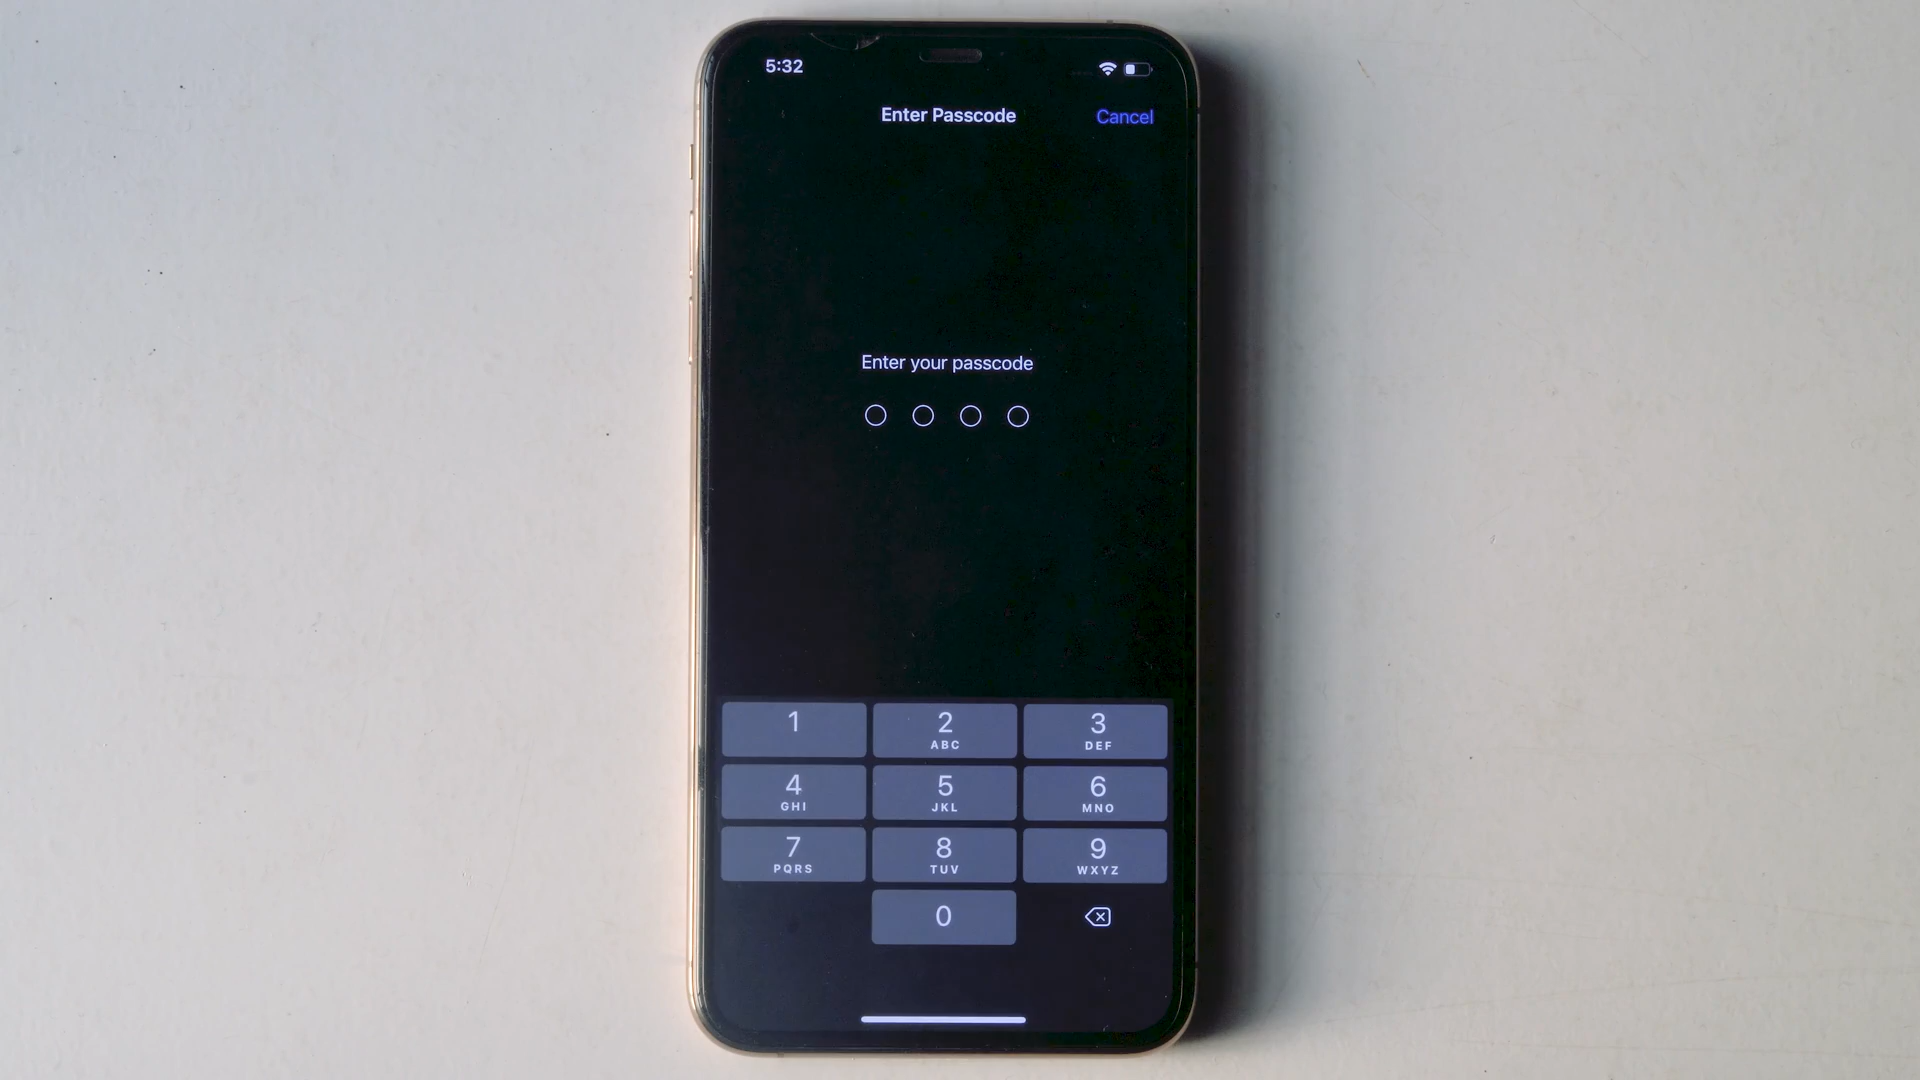 5:32
Enter Passcode
Cancel
Enter your passcode
1
2
ABC
3
DEF
4
GHI
5
JKL
6
MNO
7
PQRS
8
TUV
9
WXYZ
0